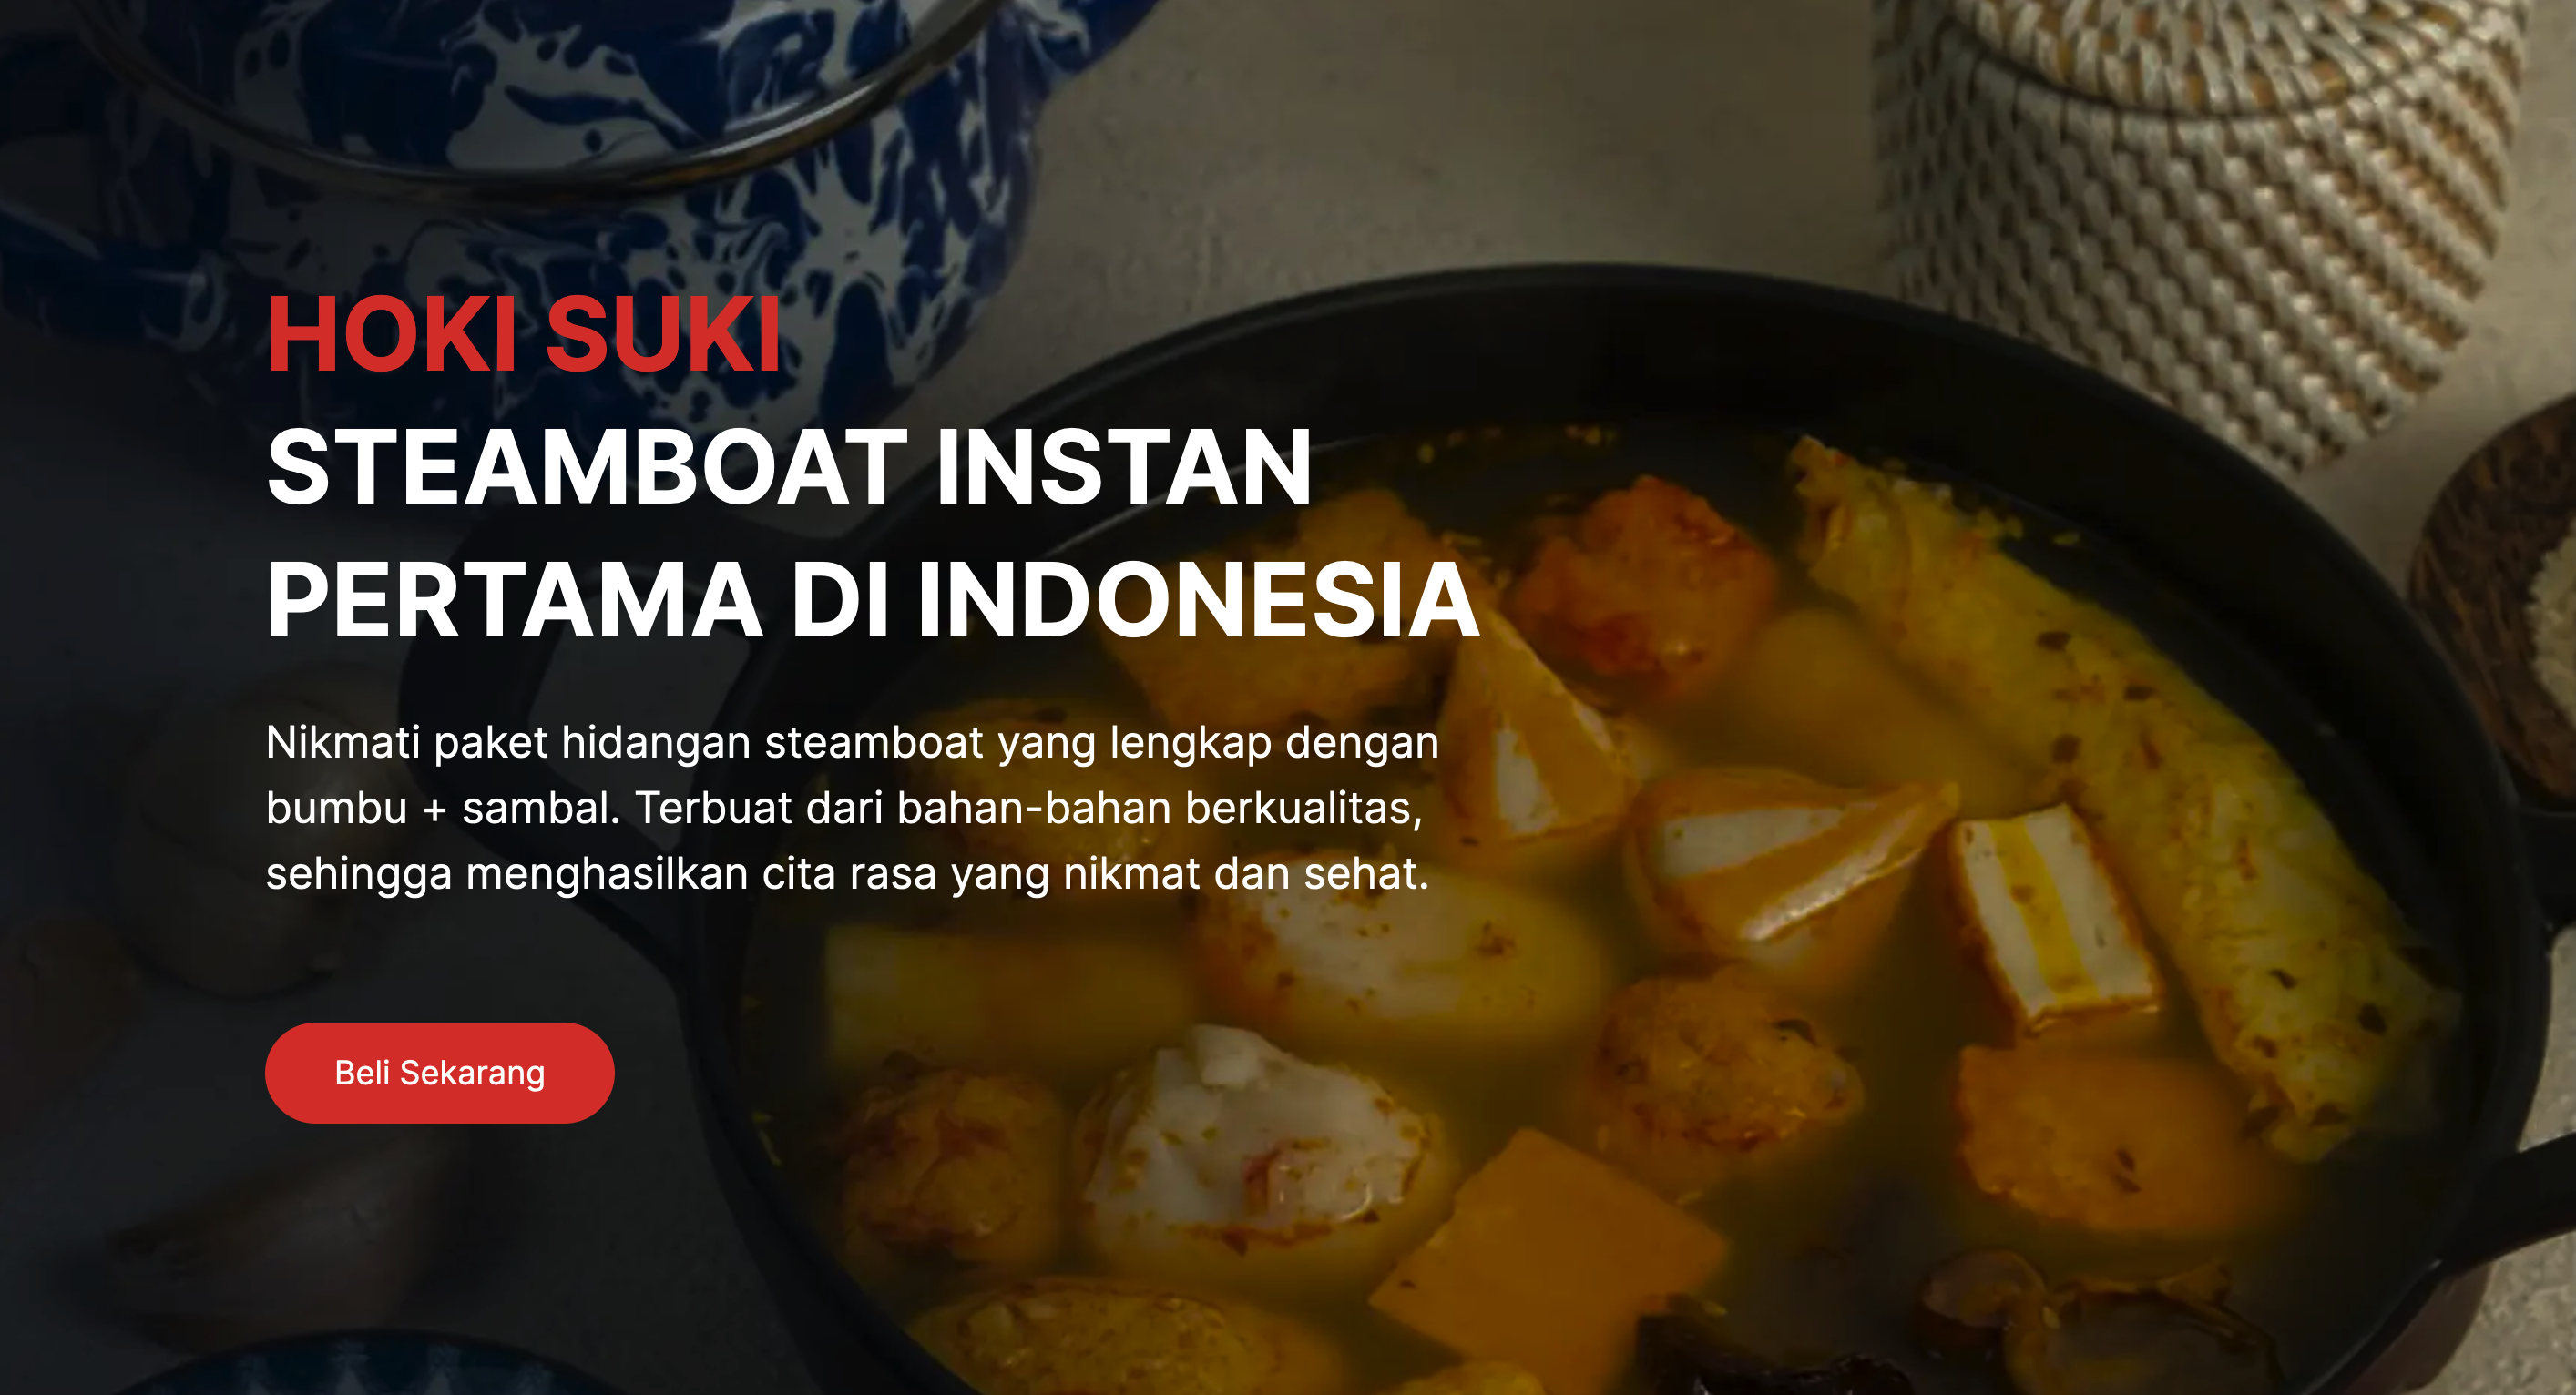 HOKI SUKI
STEAMBOAT INSTAN
PERTAMA DI INDONESIA
Nikmati paket hidangan steamboat yang lengkap dengan
bumbu + sambal. Terbuat dari bahan-bahan berkualitas,
sehingga menghasilkan cita rasa yang nikmat dan sehat.
Beli Sekarang